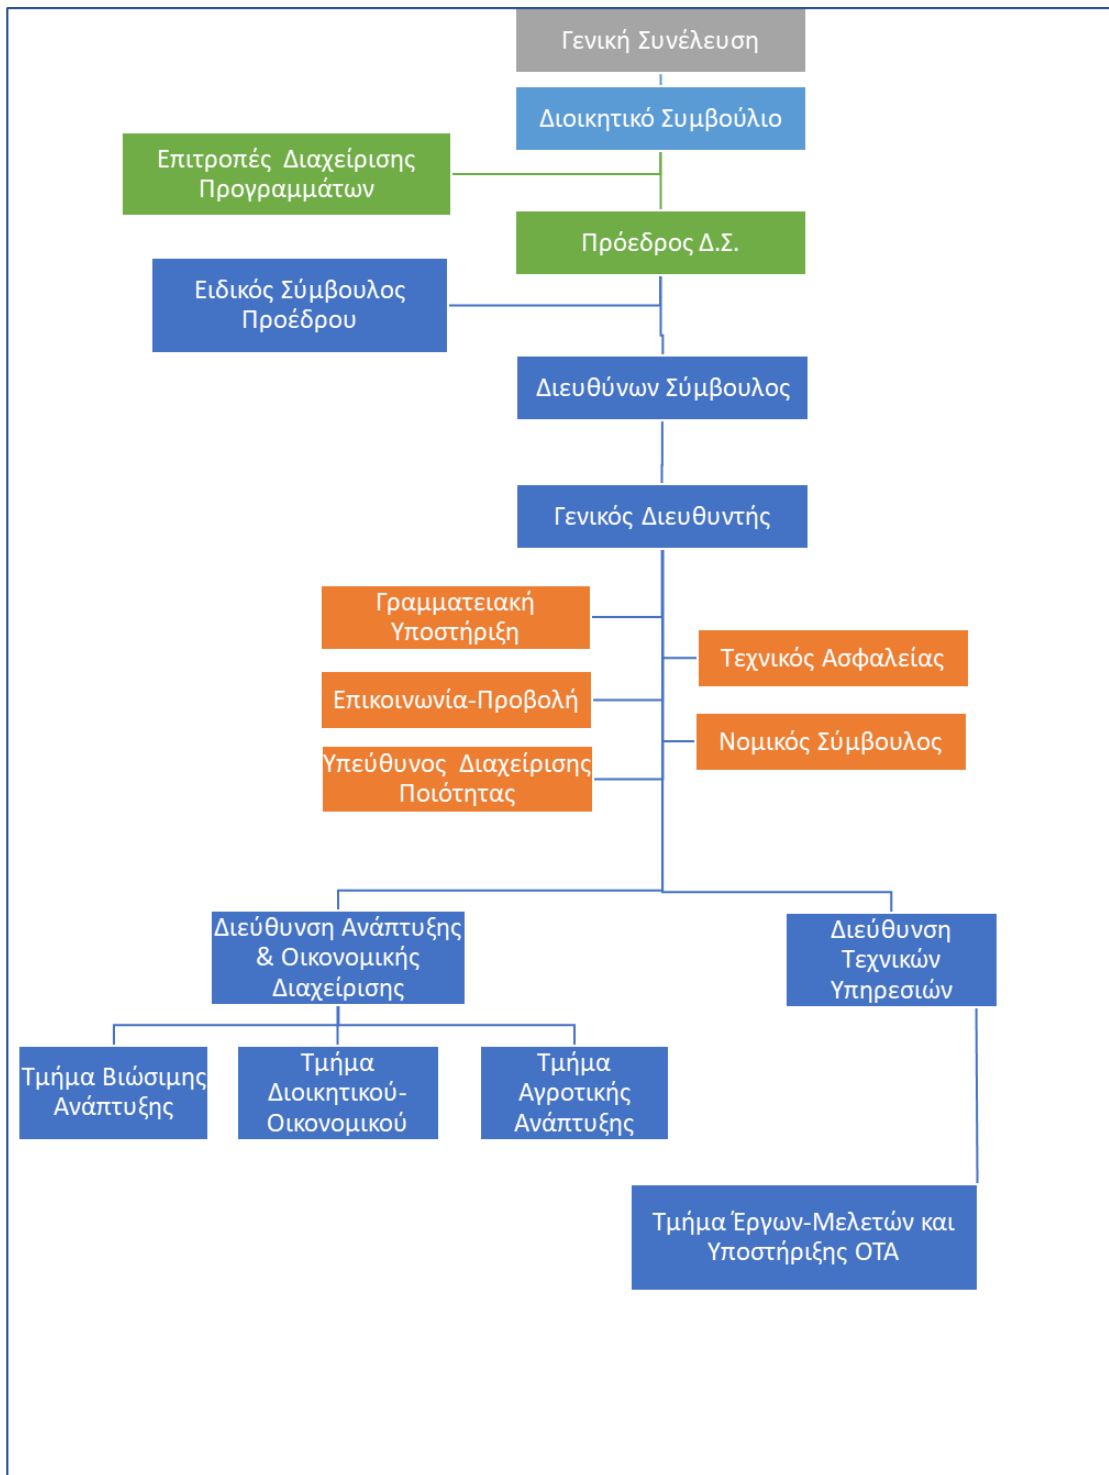 Γενική Συνέλευση
Διοικητικό Συμβούλιο
Επιτροπές Διαχείρισης
Προγραμμάτων
Πρόεδρος Δ.Σ.
Ειδικός Σύμβουλος
Προέδρου
Διευθύνων Σύμβουλος
Γενικός Διευθυντής
Γραμματειακή
Υποστήριξη
Τεχνικός Ασφαλείας
Επικοινωνία-Προβολή
Νομικός Σύμβουλος
Υπεύθυνος Διαχείρισης
Ποιότητας
Διεύθυνση Ανάπτυξης
& Οικονομικής
Διαχείρισης
Διεύθυνση
Τεχνικών
Υπηρεσιών
Τμήμα Βιώσιμης
Ανάπτυξης
Τμήμα
Διοικητικού-
Οικονομικού
Τμήμα
Αγροτικής
Ανάπτυξης
Τμήμα Έργων-Μελετών και
Υποστήριξης ΟΤΑ